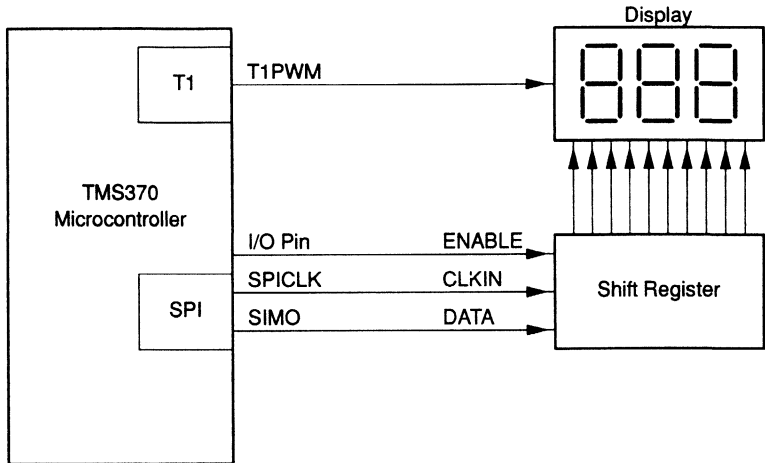 Display
T1
T1PWM
TMS370
Microcontroller
I/O Pin
ENABLE
SPICLK
CLKIN
SPI
SIMO
DATA
Shift Register